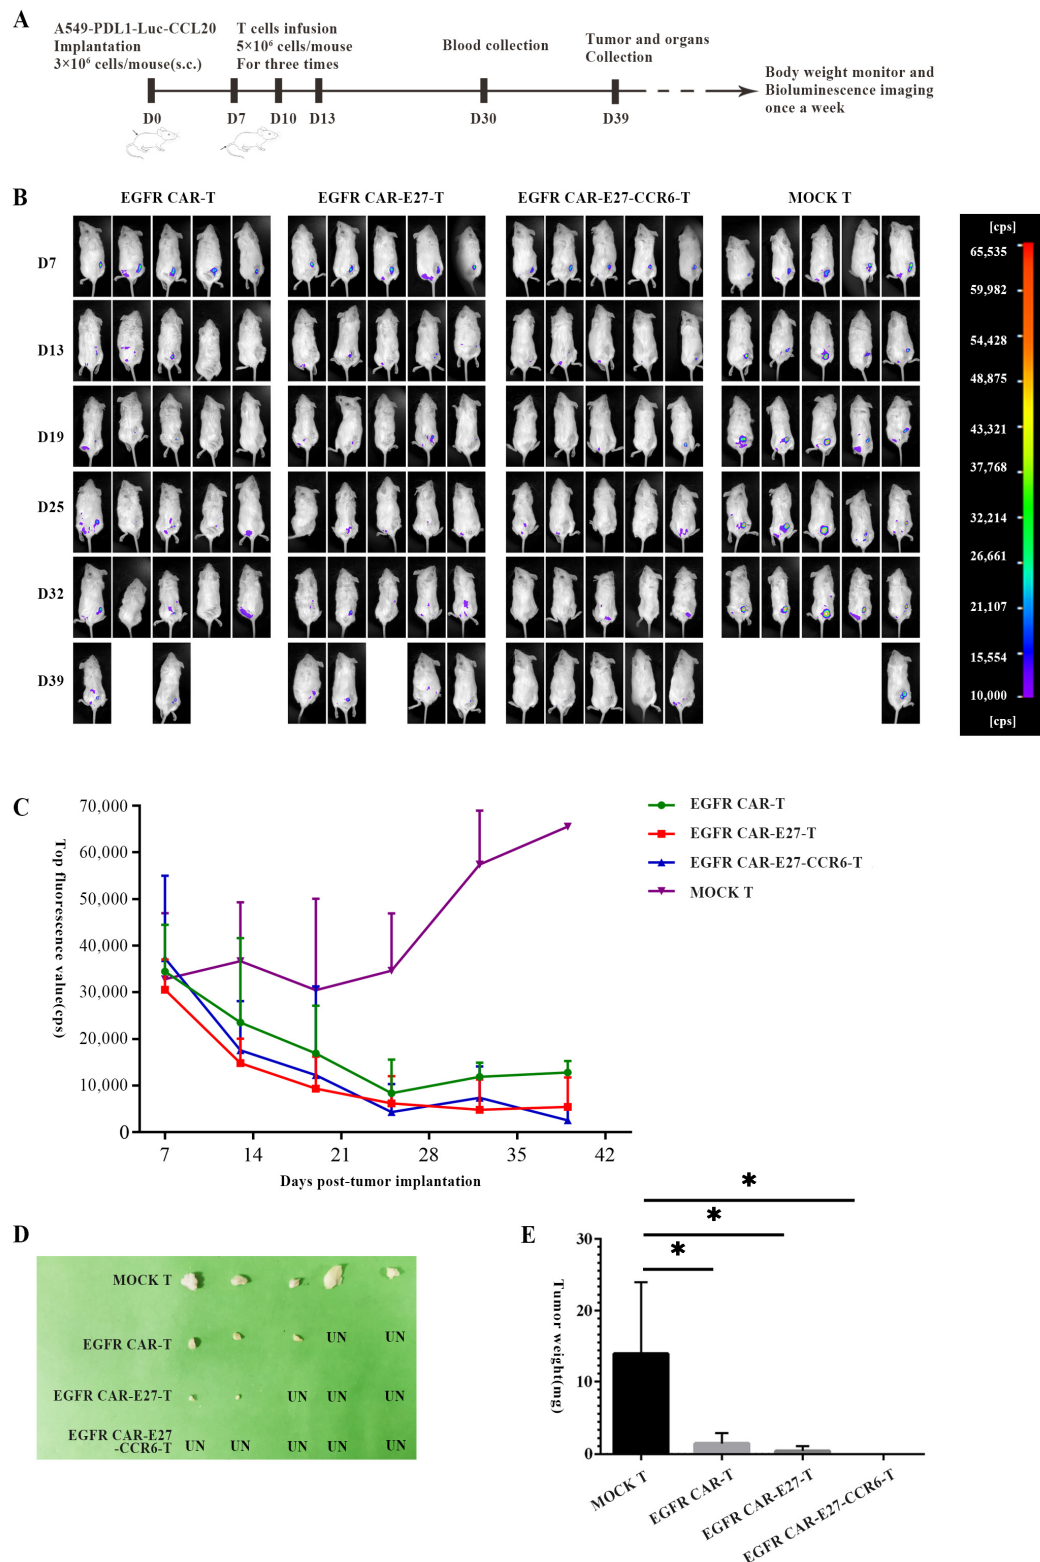 A
A549-PDL1-Luc-CCL20
Implantation
3×10⁶ cells/mouse(s.c.)
T cells infusion
5×10⁶ cells/mouse
For three times
Blood collection
Tumor and organs
Collection
Body weight monitor and
Bioluminescence imaging
once a week
D0
D7
D10
D13
D30
D39
B
EGFR CAR-T
EGFR CAR-E27-T
EGFR CAR-E27-CCR6-T
MOCK T
D7
D13
D19
D25
D32
D39
[cps]
65,535
59,982
54,428
48,875
43,321
37,768
32,214
26,661
21,107
15,554
10,000
[cps]
C
Top fluorescence value(cps)
70,000
60,000
50,000
40,000
30,000
20,000
10,000
0
7
14
21
28
35
42
Days post-tumor implantation
EGFR CAR-T
EGFR CAR-E27-T
EGFR CAR-E27-CCR6-T
MOCK T
D
MOCK T
EGFR CAR-T UN UN
EGFR CAR-E27-T UN UN UN
EGFR CAR-E27
-CCR6-T UN UN UN UN UN
E
*
*
*
Tumor weight(mg)
30
20
10
0
MOCK T
EGFR CAR-T
EGFR CAR-E27-T
EGFR CAR-E27-CCR6-T